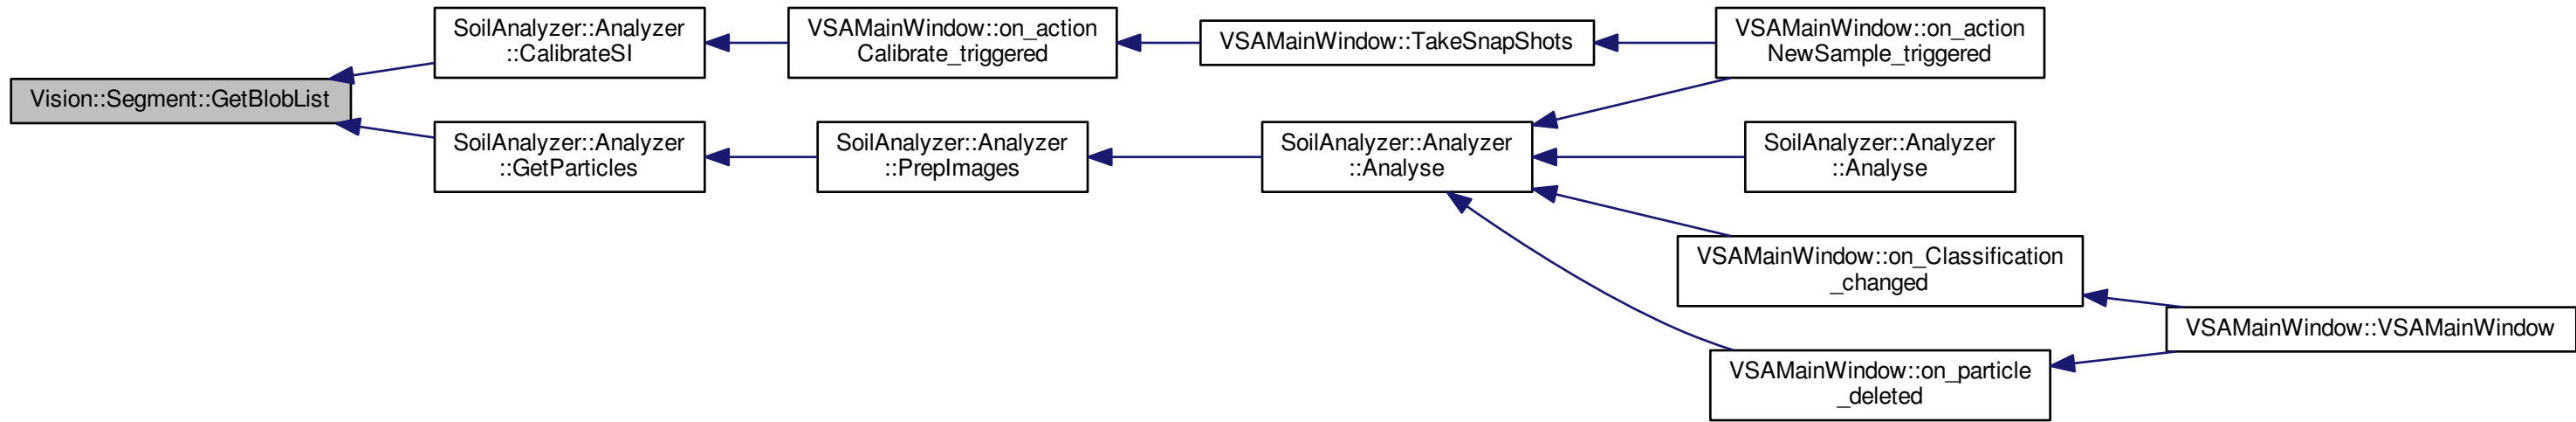 Vision::Segment::GetBlobList
SoilAnalyzer::Analyzer
::CalibrateSI
VSAMainWindow::on_action
Calibrate_triggered
VSAMainWindow::TakeSnapShots
VSAMainWindow::on_action
NewSample_triggered
SoilAnalyzer::Analyzer
::GetParticles
SoilAnalyzer::Analyzer
::PrepImages
SoilAnalyzer::Analyzer
::Analyse
SoilAnalyzer::Analyzer
::Analyse
VSAMainWindow::on_Classification
_changed
VSAMainWindow::VSAMainWindow
VSAMainWindow::on_particle
_deleted